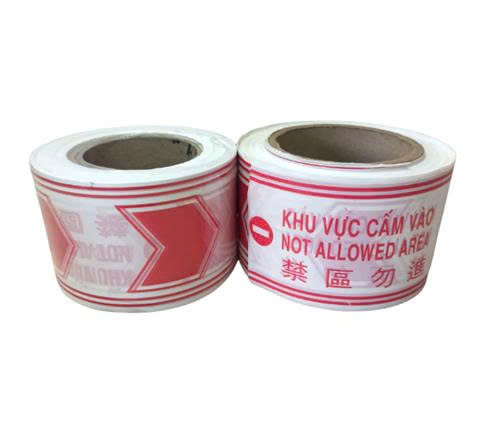 KHU VỰC CẤM VÀO
NOT ALLOWED AREA
禁區勿進